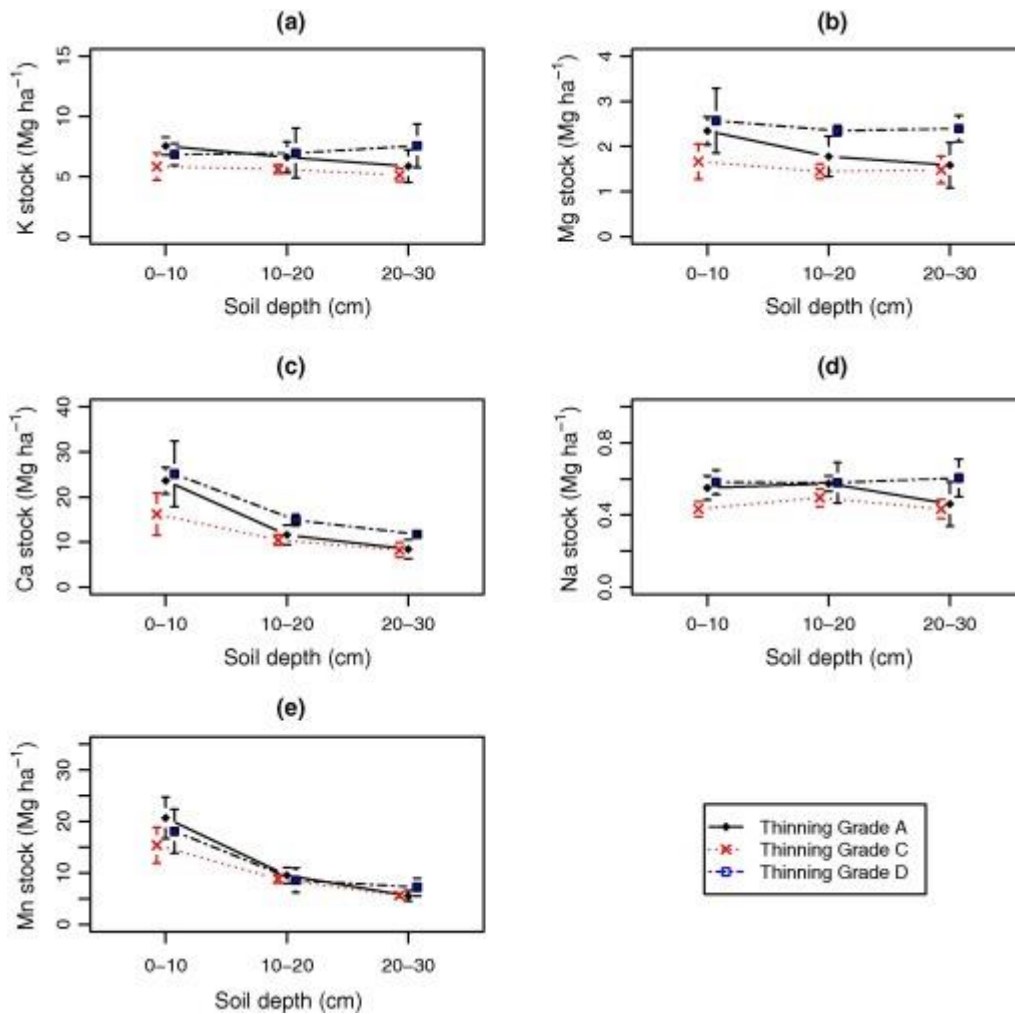 (a)
K stock (Mg ha⁻¹)
15
10
5
0
0−10 10−20 20−30
Soil depth (cm)
(b)
Mg stock (Mg ha⁻¹)
4
3
2
1
0
0−10 10−20 20−30
Soil depth (cm)
(c)
Ca stock (Mg ha⁻¹)
40
30
20
10
0
0−10 10−20 20−30
Soil depth (cm)
(d)
Na stock (Mg ha⁻¹)
0.8
0.4
0.0
0−10 10−20 20−30
Soil depth (cm)
(e)
Mn stock (Mg ha⁻¹)
30
20
10
0
0−10 10−20 20−30
Soil depth (cm)
Thinning Grade A
Thinning Grade C
Thinning Grade D